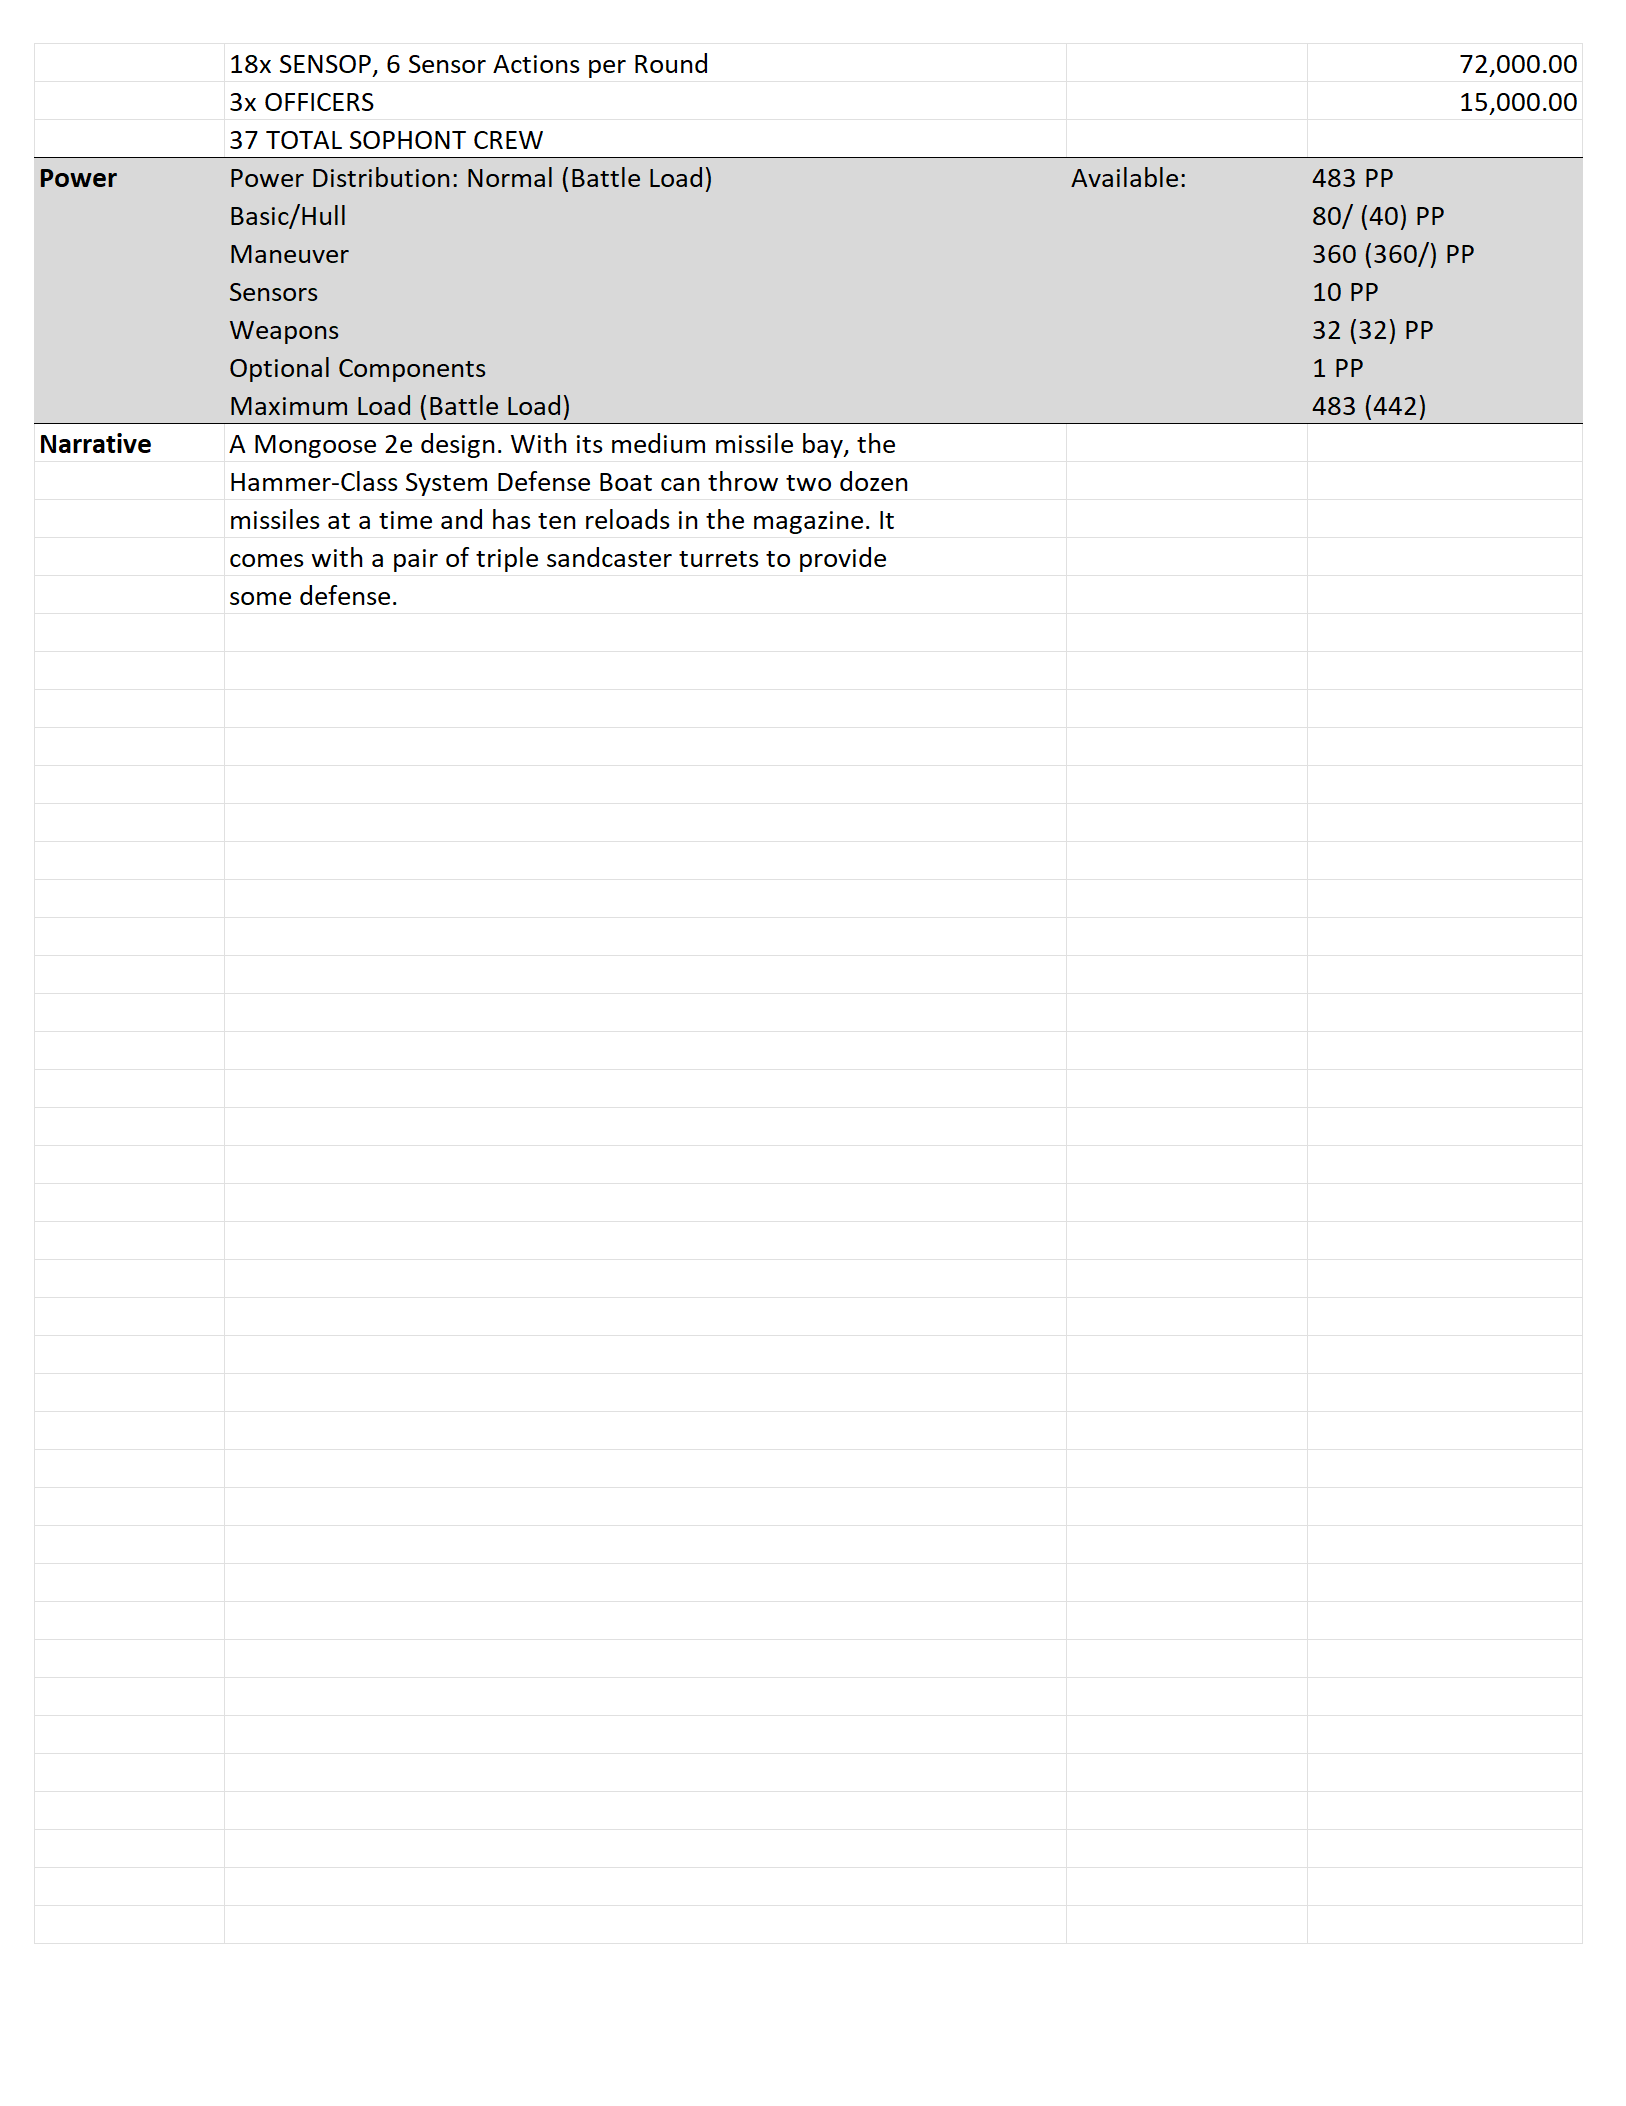 18x SENSOP, 6 Sensor Actions per Round 72,000.00
3x OFFICERS 15,000.00
37 TOTAL SOPHONT CREW
Power Power Distribution: Normal (Battle Load) Available: 483 PP
Basic/Hull 80/ (40) PP
Maneuver 360 (360/) PP
Sensors 10 PP
Weapons 32 (32) PP
Optional Components 1 PP
Maximum Load (Battle Load) 483 (442)
Narrative A Mongoose 2e design. With its medium missile bay, the
Hammer-Class System Defense Boat can throw two dozen
missiles at a time and has ten reloads in the magazine. It
comes with a pair of triple sandcaster turrets to provide
some defense.